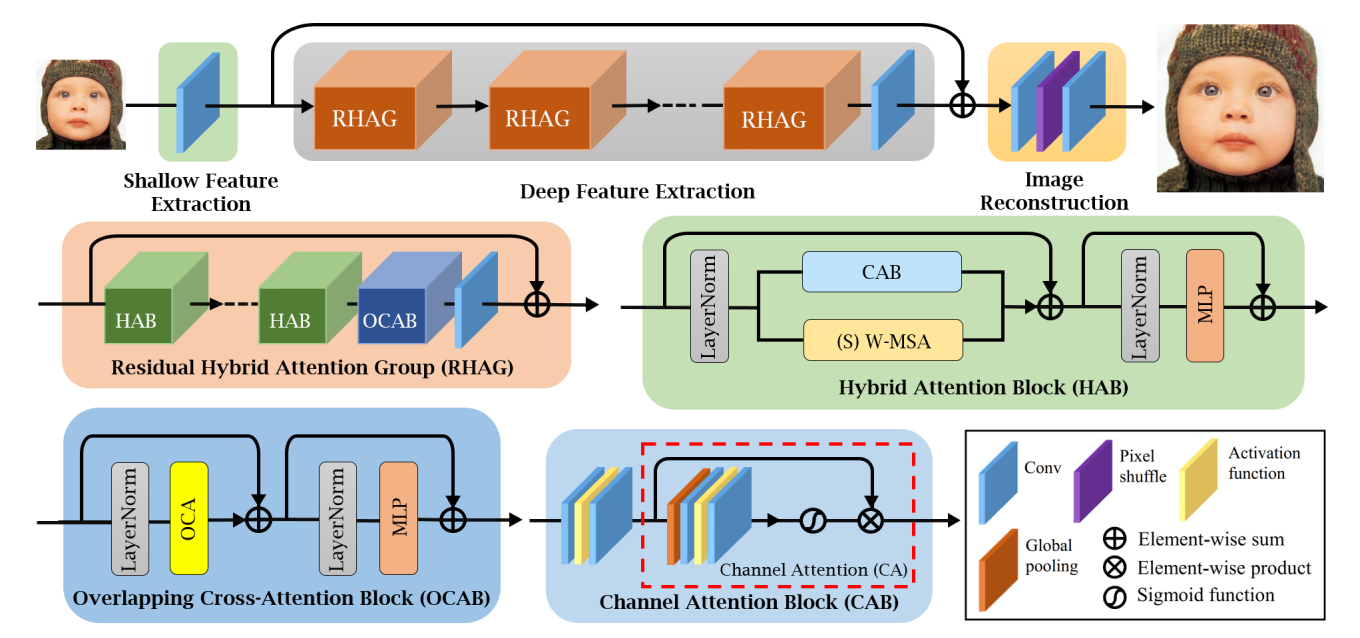 RHAG
RHAG
RHAG
Shallow Feature
Extraction
Deep Feature Extraction
Image
Reconstruction
HAB
HAB
OCAB
Residual Hybrid Attention Group (RHAG)
LayerNorm
CAB
(S) W-MSA
LayerNorm
MLP
Hybrid Attention Block (HAB)
LayerNorm
OCA
LayerNorm
MLP
Overlapping Cross-Attention Block (OCAB)
Channel Attention (CA)
Channel Attention Block (CAB)
Conv
Pixel
shuffle
Activation
function
Global
pooling
Element-wise sum
Element-wise product
Sigmoid function